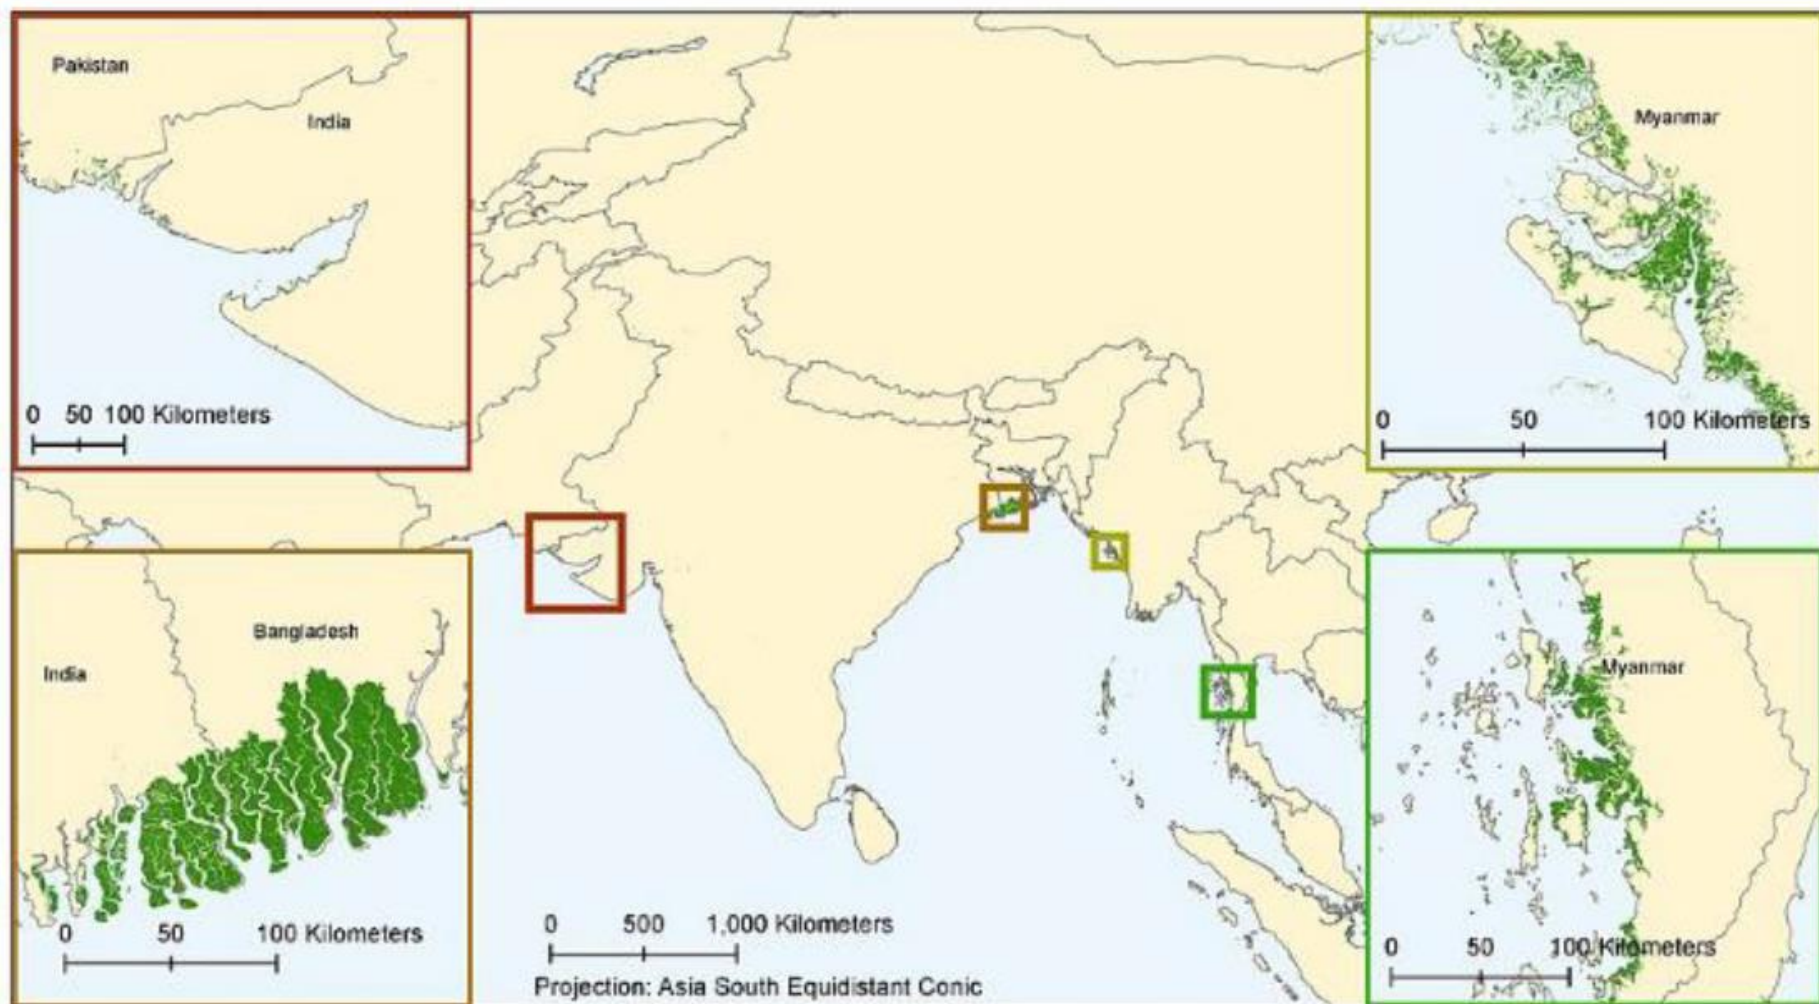 Pakistan
India
0 50 100 Kilometers
Myanmar
0 50 100 Kilometers
Bangladesh
India
0 50 100 Kilometers
0 500 1,000 Kilometers
Projection: Asia South Equidistant Conic
Myanmar
0 50 100 Kilometers